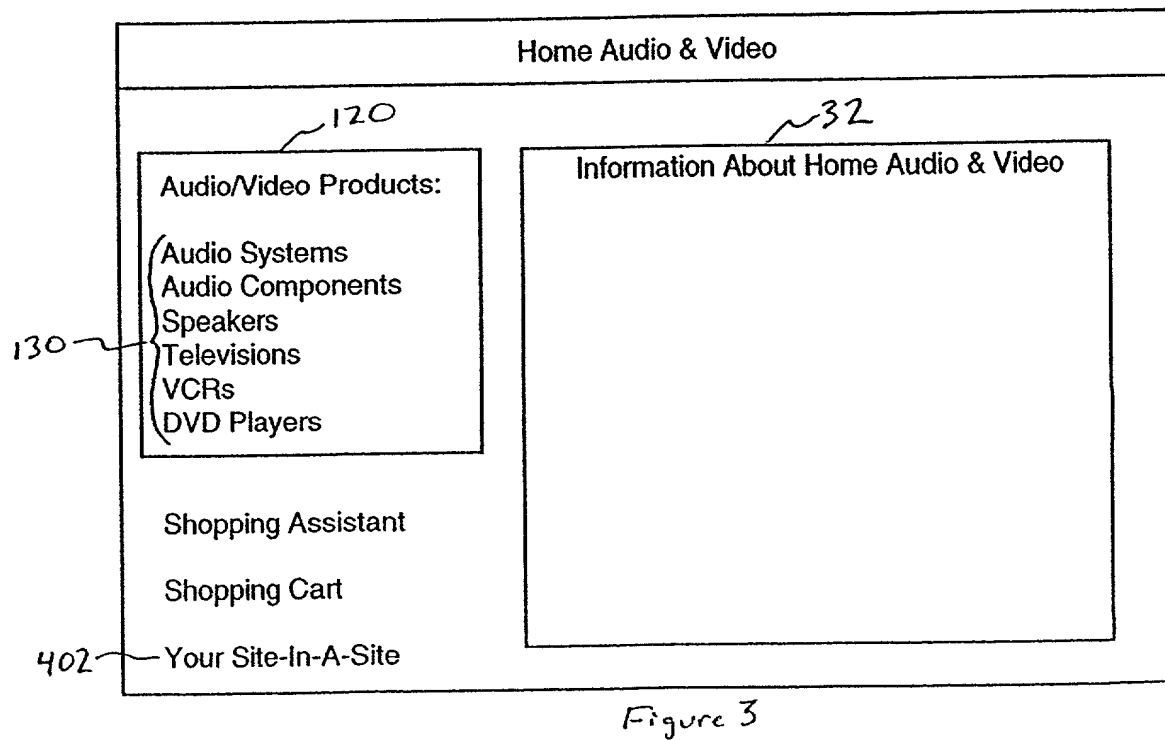 Home Audio & Video
120
32
Audio/Video Products:
Information About Home Audio & Video
Audio Systems
Audio Components
Speakers
130
Televisions
VCRs
DVD Players
Shopping Assistant
Shopping Cart
402
Your Site-In-A-Site
Figure 3